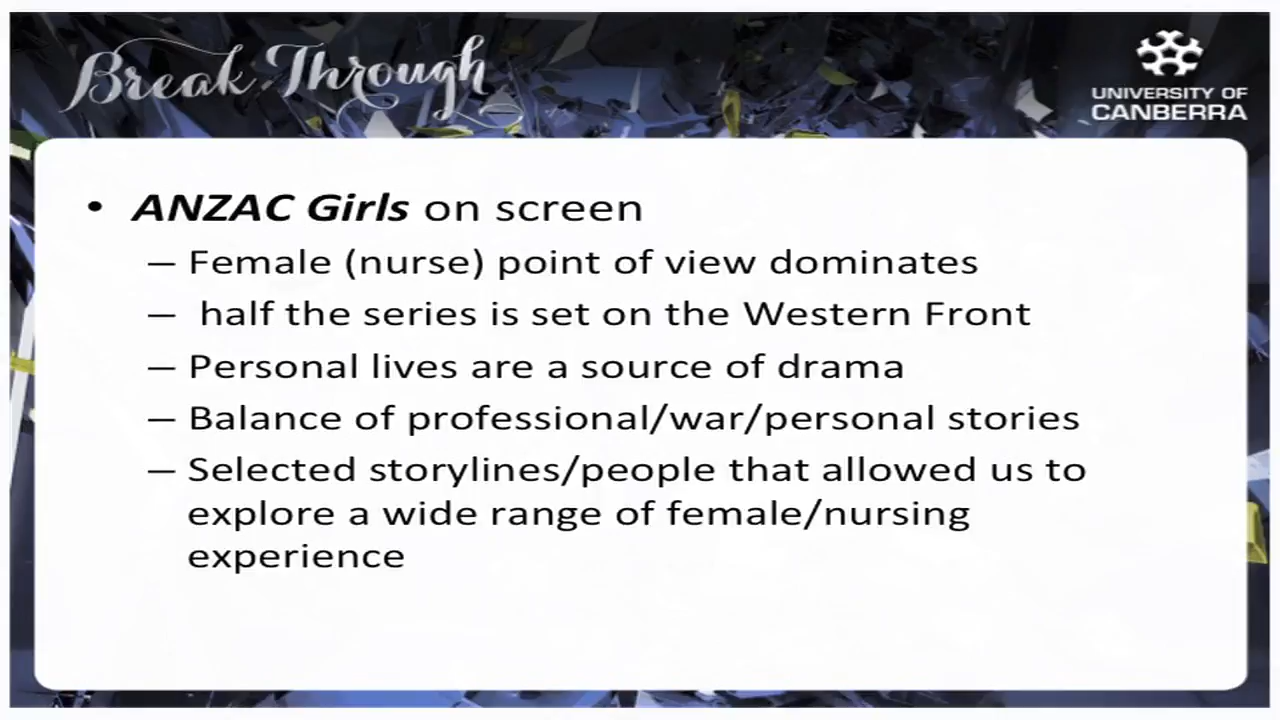 Break Through
UNIVERSITY OF
CANBERRA
• ANZAC Girls on screen
– Female (nurse) point of view dominates
– half the series is set on the Western Front
– Personal lives are a source of drama
– Balance of professional/war/personal stories
– Selected storylines/people that allowed us to
explore a wide range of female/nursing
experience